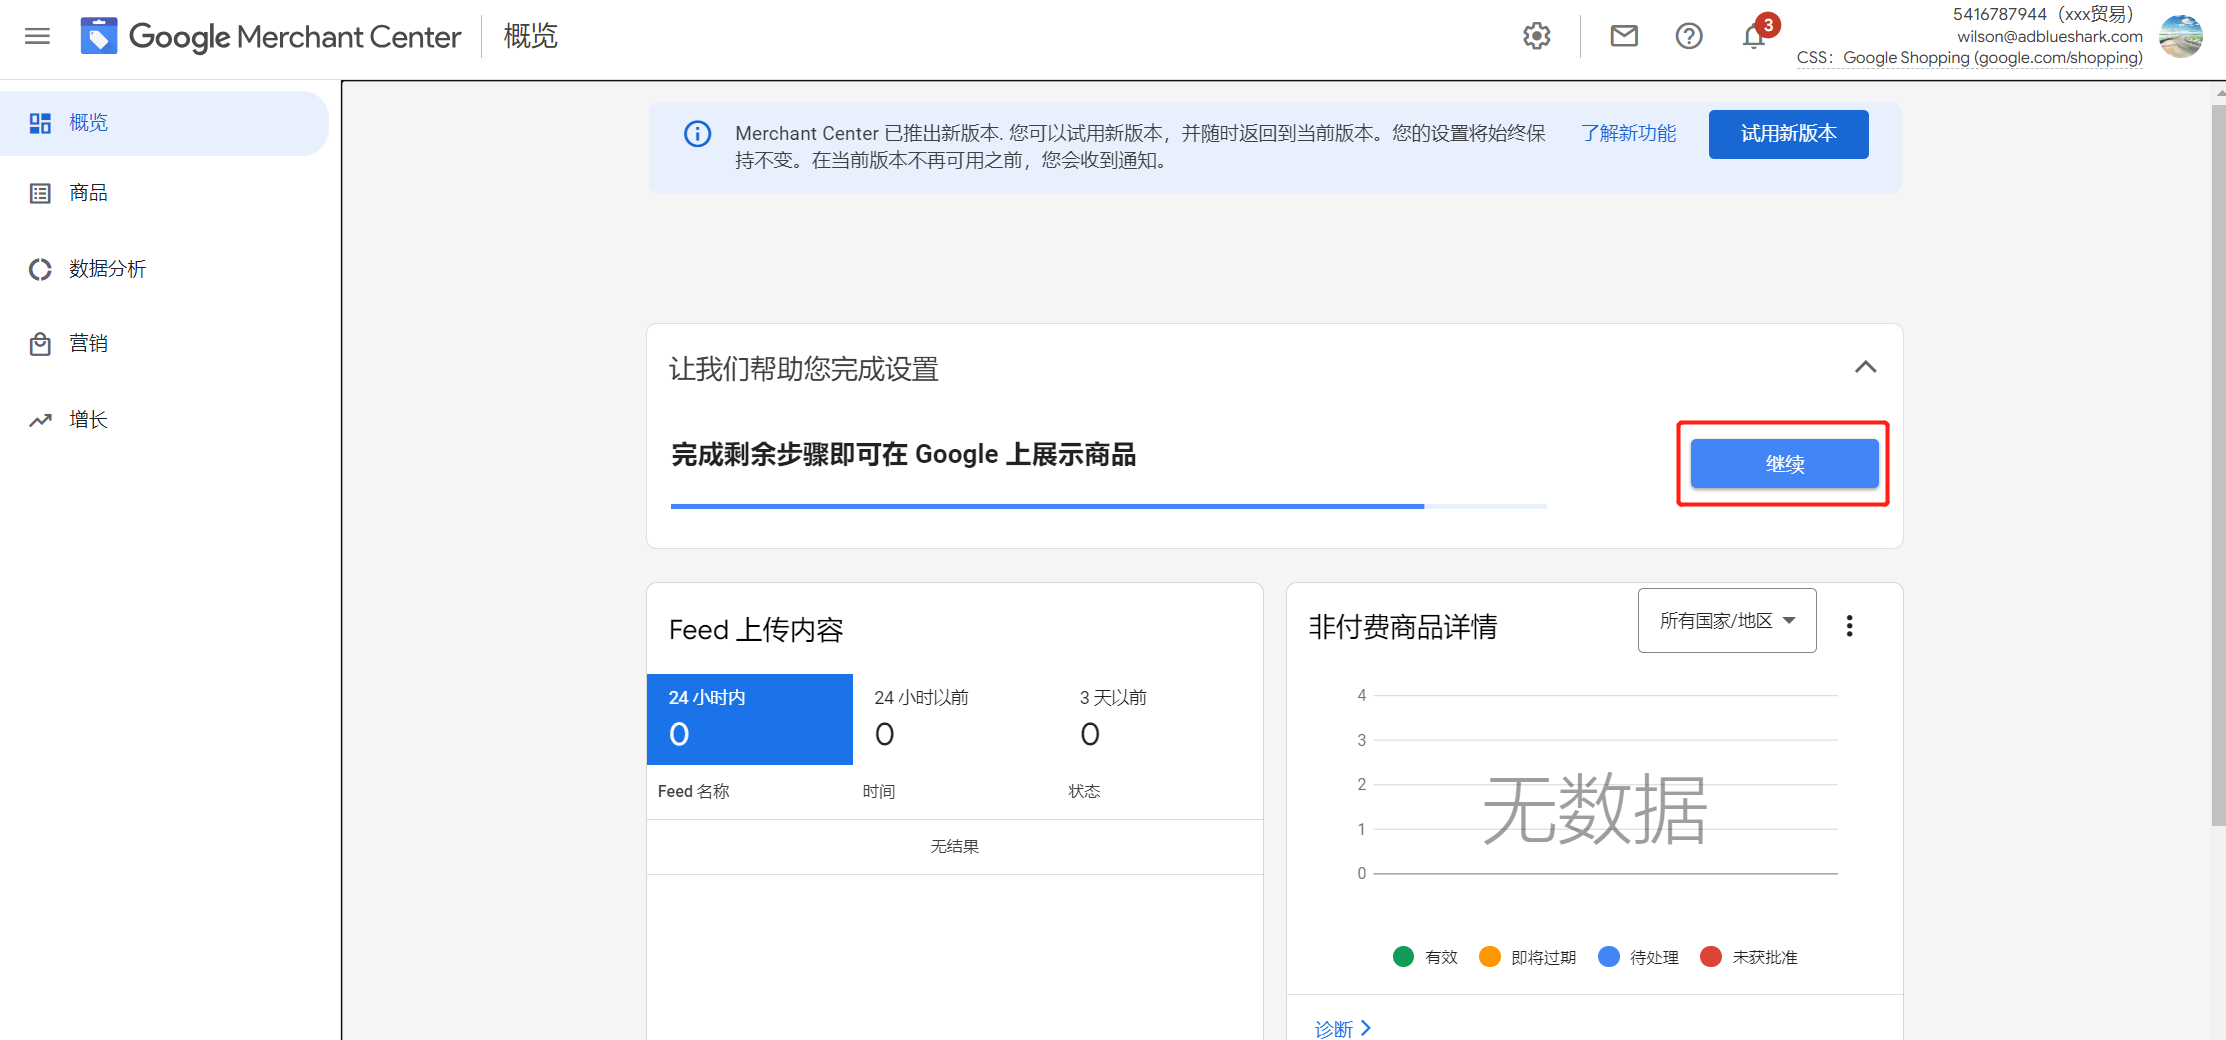 Google Merchant Center
概览
3
5416787944（xxx贸易）
wilson@adblueshark.com
CSS：Google Shopping (google.com/shopping)
概览
商品
数据分析
营销
增长
Merchant Center 已推出新版本. 您可以试用新版本，并随时返回到当前版本。您的设置将始终保
持不变。在当前版本不再可用之前，您会收到通知。
了解新功能
试用新版本
让我们帮助您完成设置
完成剩余步骤即可在 Google 上展示商品
继续
Feed 上传内容
24 小时内
0
24 小时以前
0
3 天以前
0
Feed 名称
时间
状态
无结果
非付费商品详情
所有国家/地区
4
3
2
1
0
无数据
有效
即将过期
待处理
未获批准
诊断